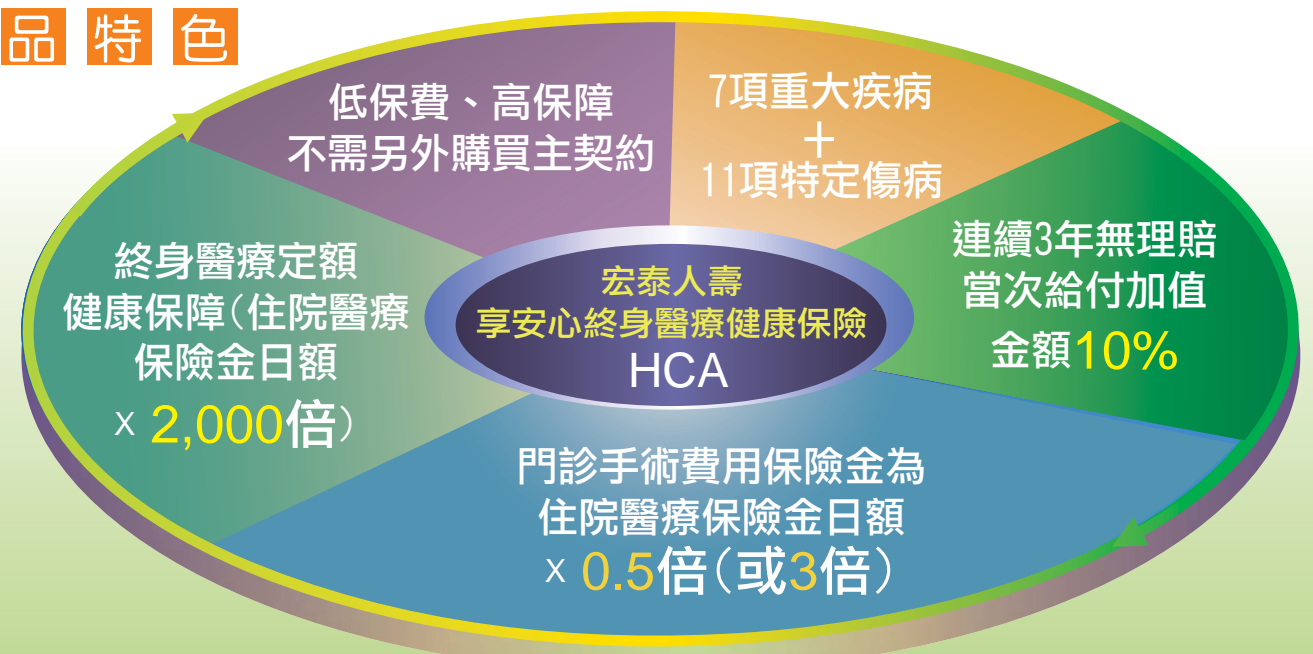 品特色
低保費、高保障
不需另外購買主契約
7項重大疾病
＋
11項特定傷病
連續3年無理賠
當次給付加值
金額10%
終身醫療定額
健康保障(住院醫療
保險金日額
x 2,000倍)
宏泰人壽
享安心終身醫療健康保險
HCA
門診手術費用保險金為
住院醫療保險金日額
x 0.5倍(或3倍)